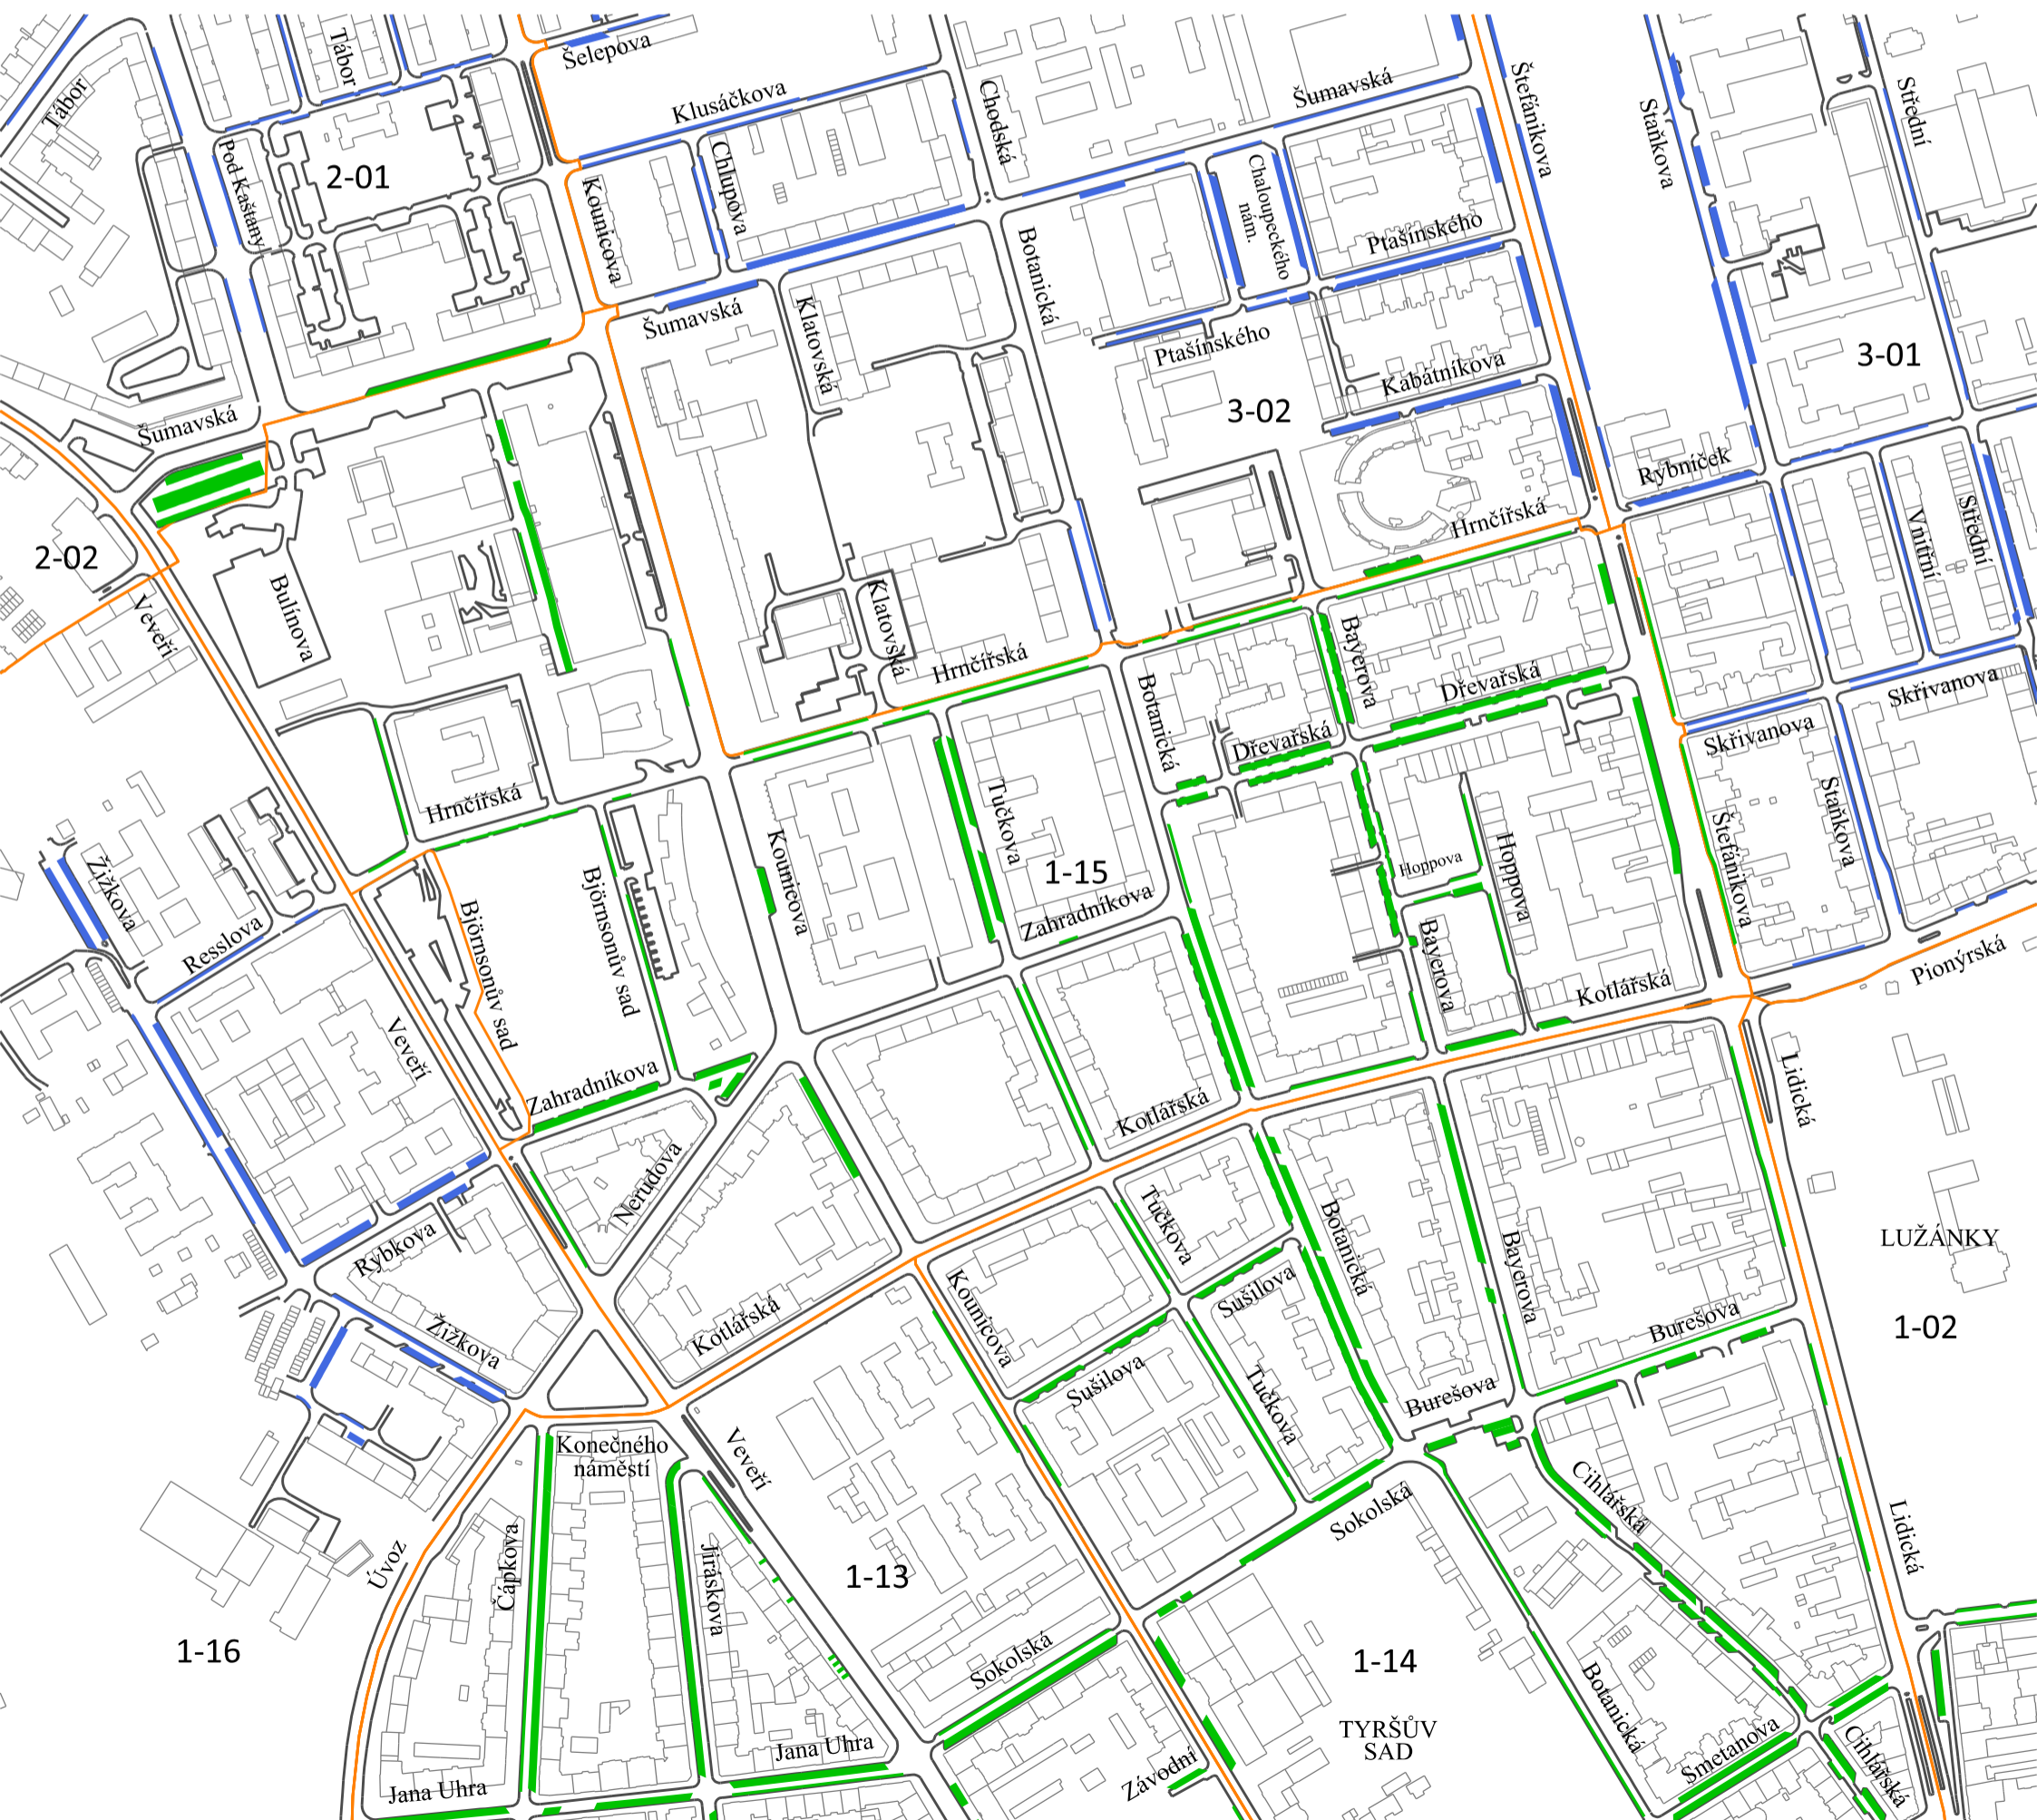 Šelepova
Tábor
Tábor
Klusáčkova
Chodská
Šumavská
Štefánikova
Staňkova
Střední
Pod Kaštany
2-01
Kounicova
Chlupova
Chaloupeckého
nám.
Ptašínského
Botanická
Šumavská
Klatovská
Ptašínského
Kabátníkova
3-01
3-02
Šumavská
Rybníček
Hrnčířská
Vnitřní
Střední
2-02
Veveří
Bulínova
Klatovská
Hrnčířská
Bayerova
Dřevařská
Botanická
Dřevařská
Skřivanova
Skřivanova
Hrnčířská
Tučkova
Kounicova
Hoppova
Hoppova
Štefánikova
Staňkova
1-15
Žižkova
Resslova
Björnsonův sad
Björnsonův sad
Zahradníkova
Bayerova
Kotlářská
Pionýrská
Veveří
Zahradníkova
Kotlářská
Lidická
Nerudova
Tučkova
Botanická
Bayerova
LUŽÁNKY
Rybkova
Sušilova
Kounicova
Žižkova
Kotlářská
Burešova
1-02
Sušilova
Tučkova
Burešova
Konečného
náměstí
Veveří
Cihlářská
Sokolská
Lidická
Úvoz
Čápkova
Jiráskova
1-13
1-16
Sokolská
1-14
Botanická
TYRŠŮV
SAD
Smetanova
Cihlářská
Jana Uhra
Závodní
Jana Uhra